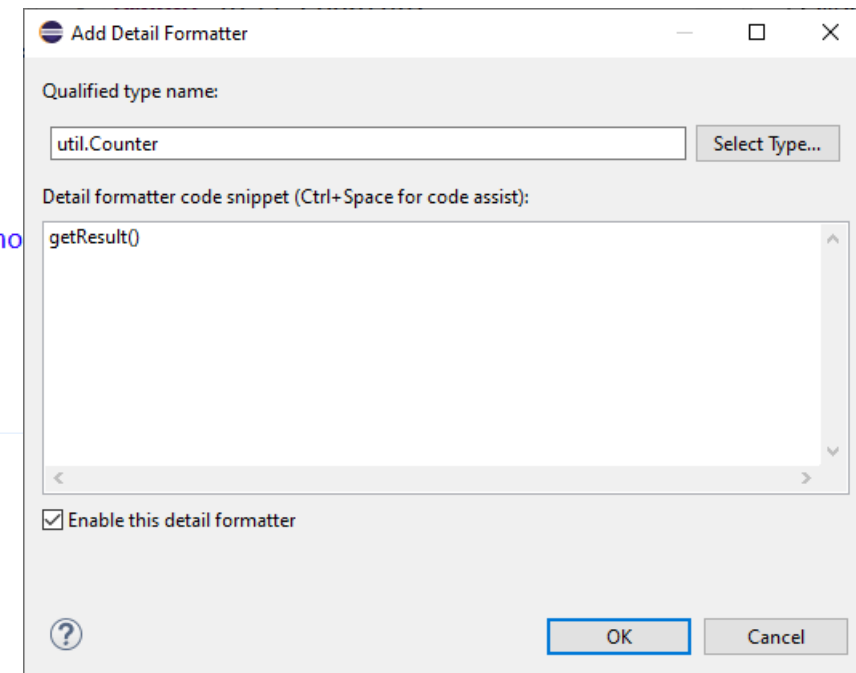 Add Detail Formatter
Qualified type name:
util.Counter
Select Type...
Detail formatter code snippet (Ctrl+Space for code assist):
getResult()
no
Enable this detail formatter
?
OK
Cancel